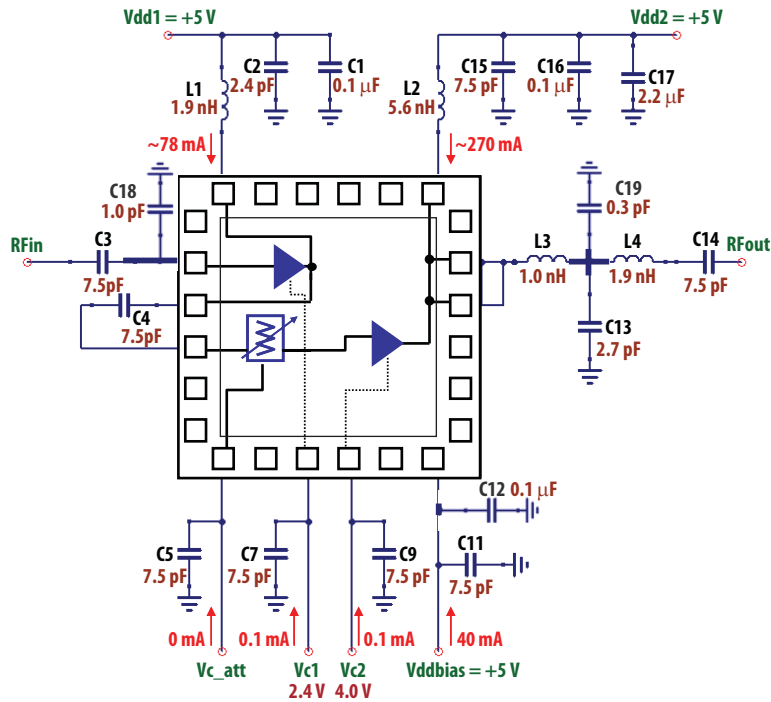 Vdd1 = +5 V
Vdd2 = +5 V
C2
2.4 pF
C1
0.1 μF
L1
1.9 nH
L2
5.6 nH
C15
7.5 pF
C16
0.1 μF
C17
2.2 μF
~78 mA
~270 mA
C18
1.0 pF
C19
0.3 pF
RFin
C3
7.5pF
L3
1.0 nH
L4
1.9 nH
C14
7.5 pF
RFout
C4
7.5pF
C13
2.7 pF
C12 0.1 μF
C5
7.5 pF
C7
7.5 pF
C9
7.5 pF
C11
7.5 pF
0 mA
0.1 mA
0.1 mA
40 mA
Vc_att
Vc1
2.4 V
Vc2
4.0 V
Vddbias = +5 V